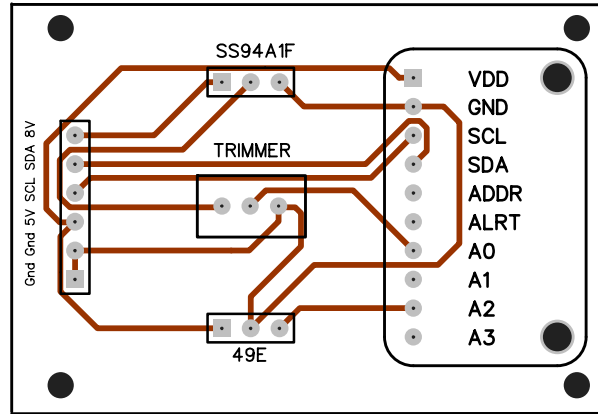 SS94A1F
VDD
GND
SCL
SDA
ADDR
ALRT
A0
A1
A2
A3
TRIMMER
Gnd Gnd 5V SCL SDA 8V
49E